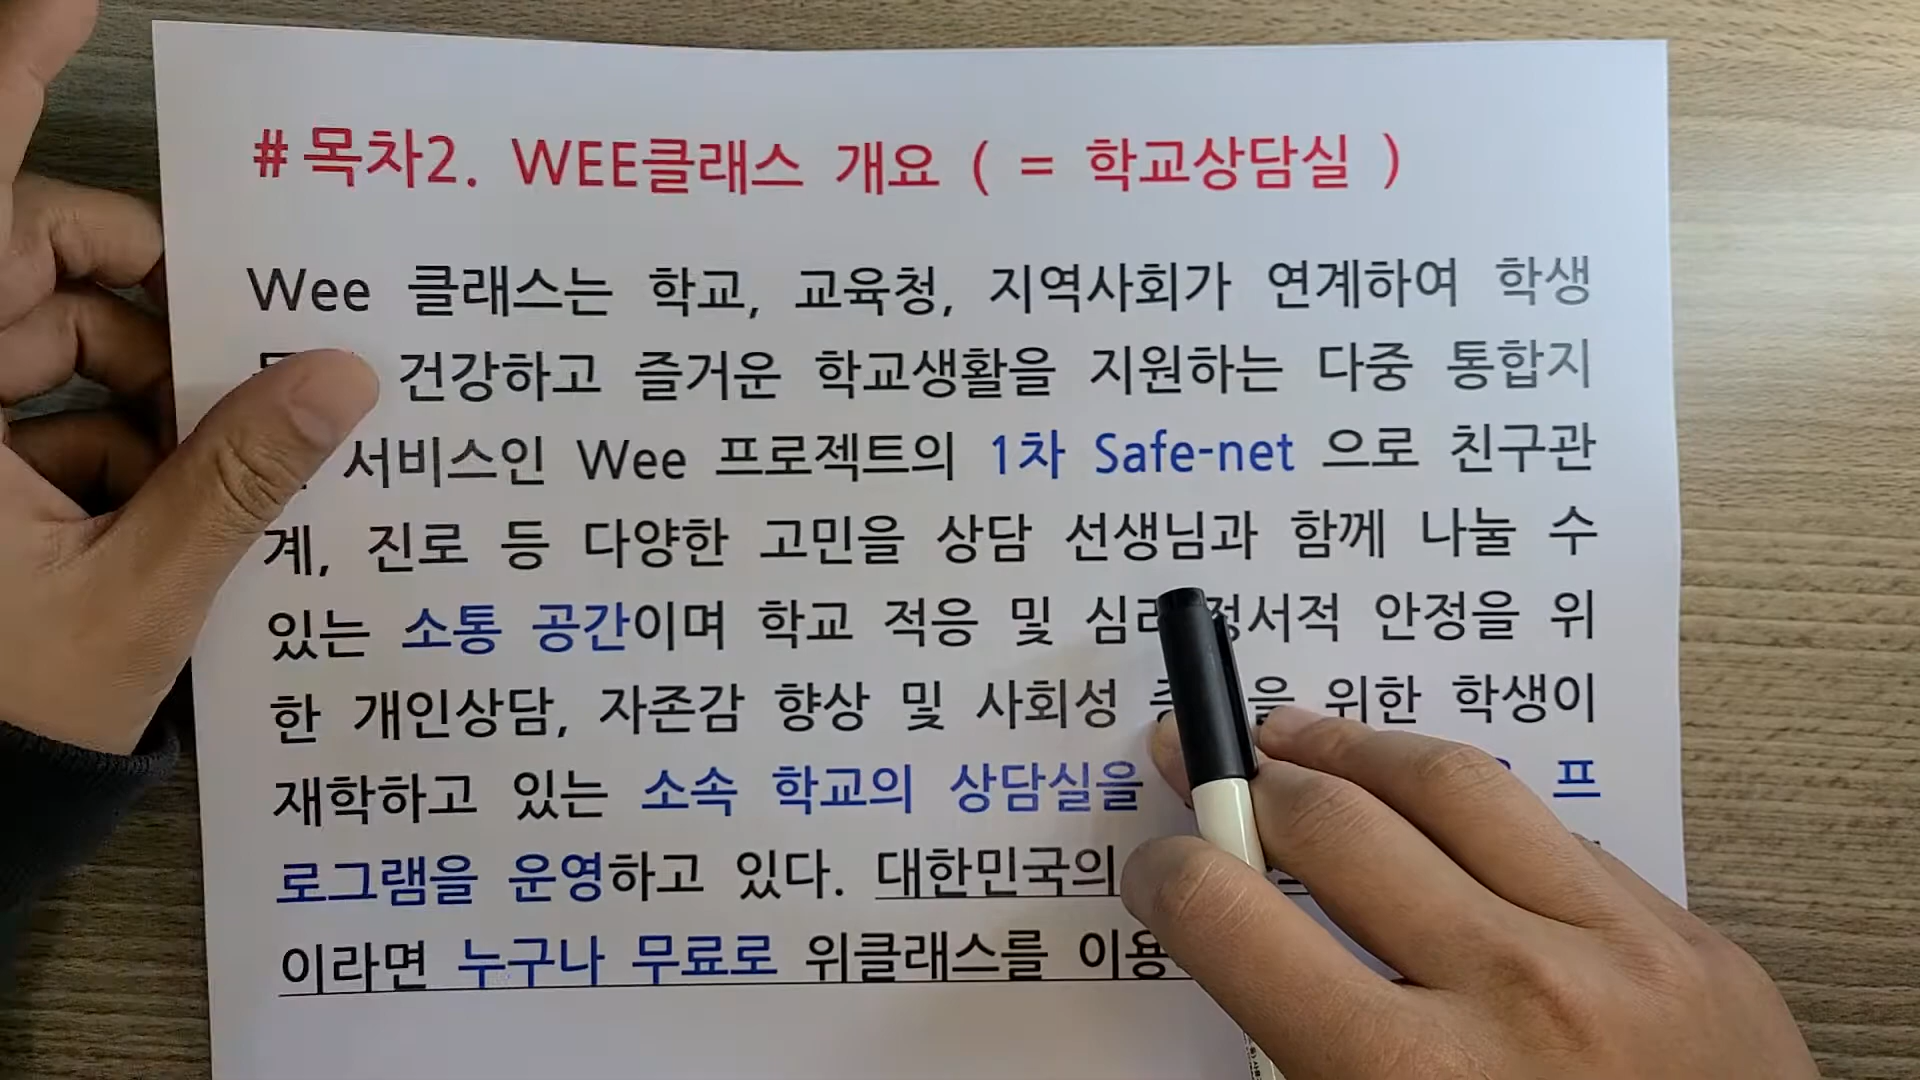 # 목차2. WEE클래스 개요 ( = 학교상담실 )
Wee 클래스는 학교, 교육청, 지역사회가 연계하여 학생
건강하고 즐거운 학교생활을 지원하는 다중 통합지
서비스인 Wee 프로젝트의 1차 Safe-net 으로 친구관
계, 진로 등 다양한 고민을 상담 선생님과 함께 나눌 수
있는 소통 공간이며 학교 적응 및 안정을 위
한 개인상담, 자존감 향상 및 사회성 위한 학생이
재학하고 있는 소속 학교의 상담실을 프
로그램을 운영하고 있다. 대한민국의
이라면 누구나 무료로 위클래스를